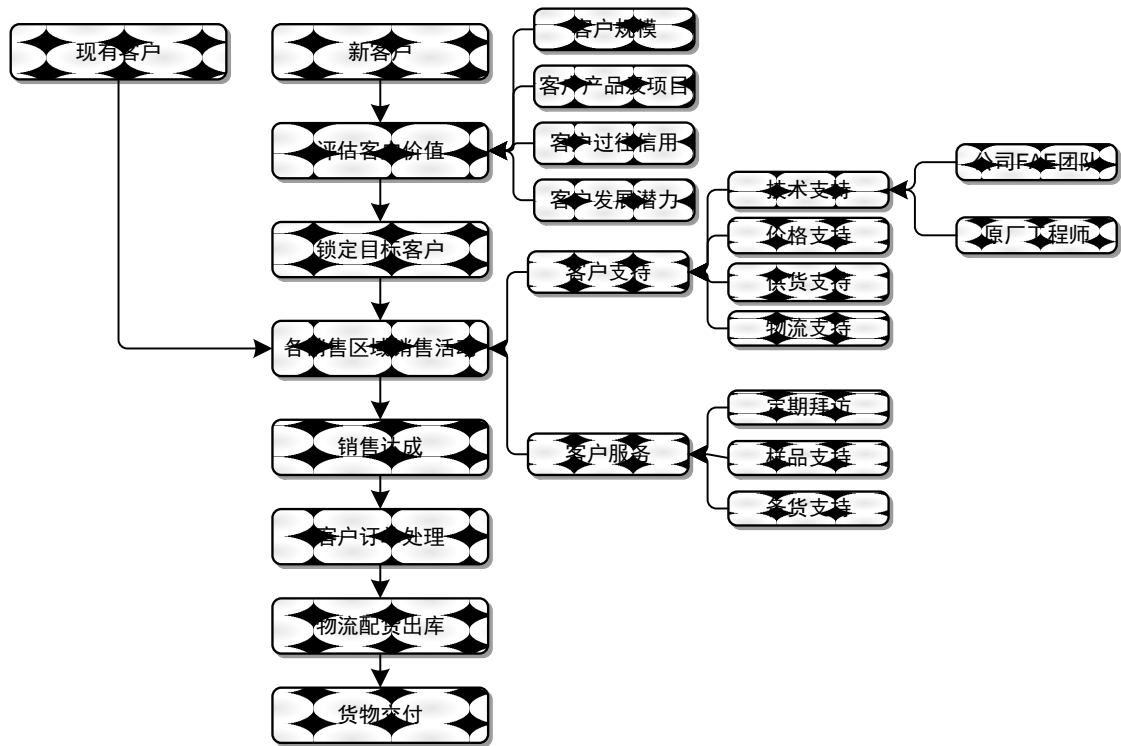 现有客户
新客户
客户规模
客户产品及项目
评估客户价值
客户过往信用
客户发展潜力
公司FAE团队
技术支持
原厂工程师
价格支持
锁定目标客户
客户支持
供货支持
物流支持
各销售区域销售活动
定期拜访
销售达成
客户服务
样品支持
备货支持
客户订单处理
物流配货出库
货物交付